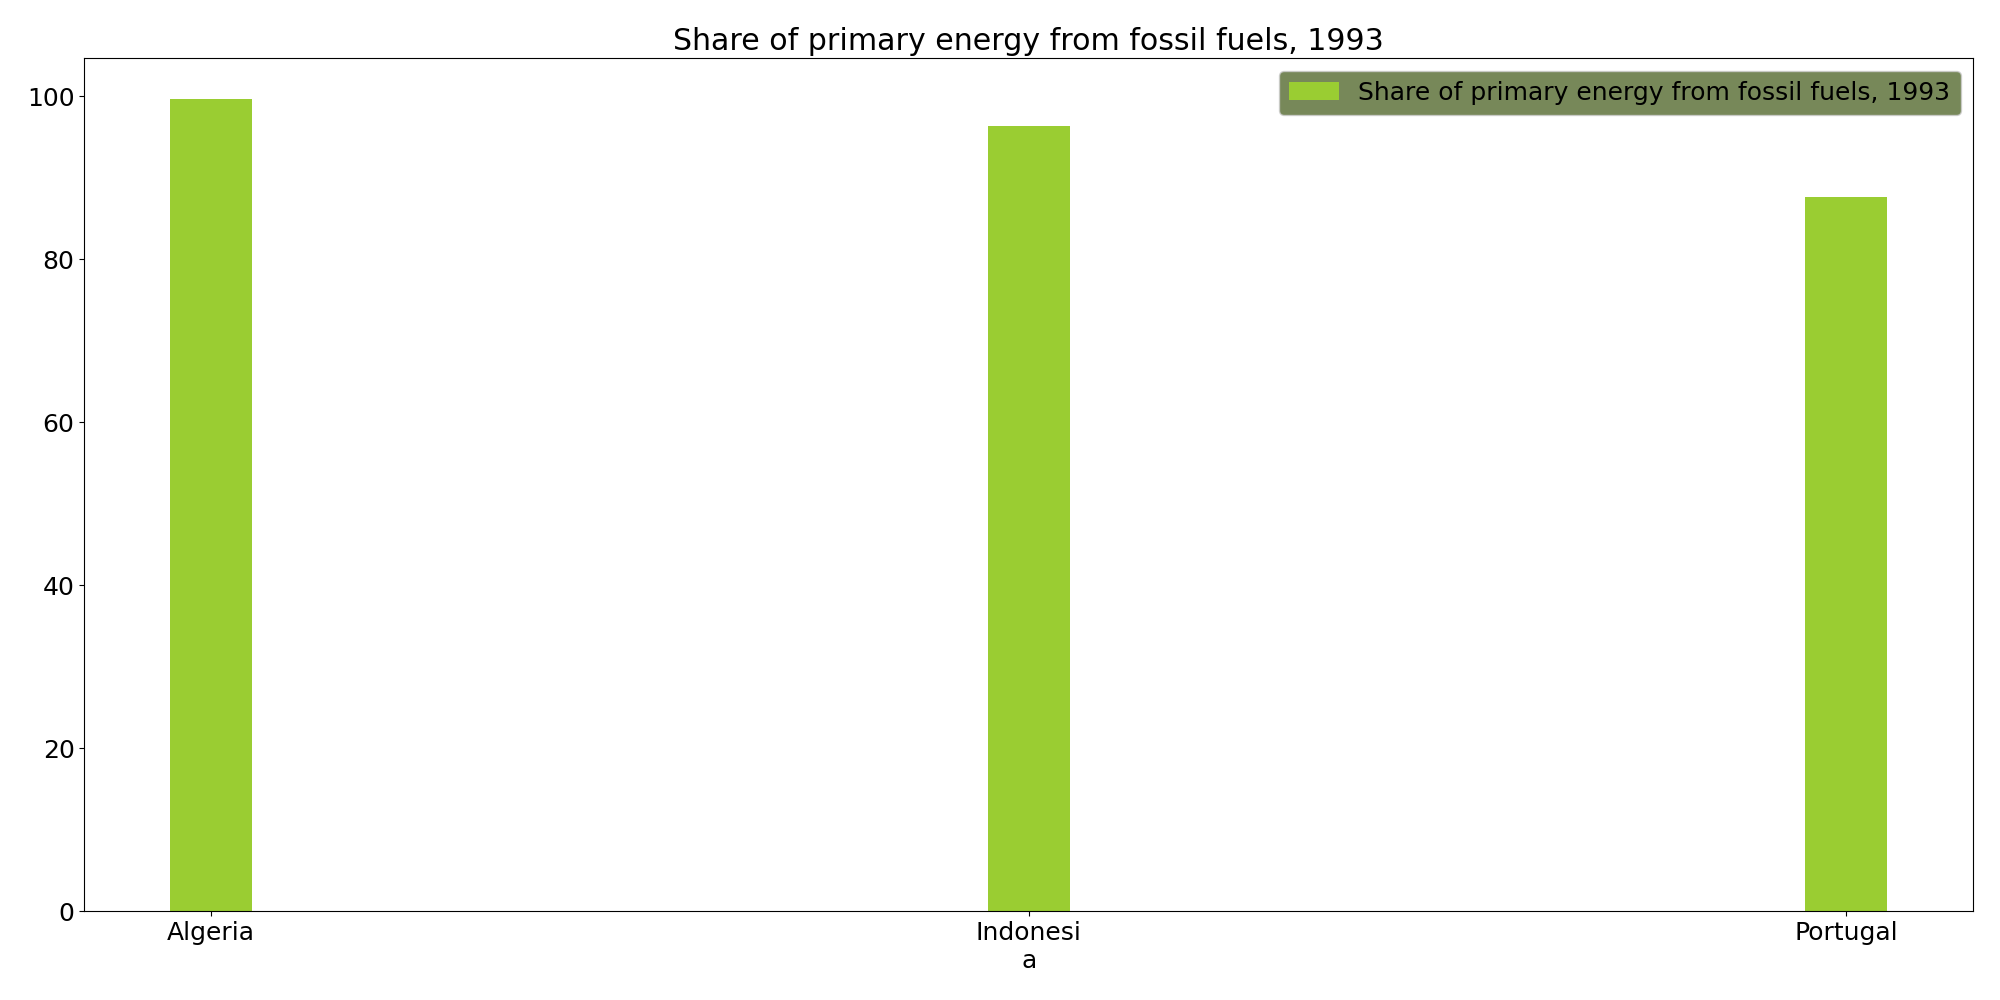 Share of primary energy from fossil fuels, 1993
Share of primary energy from fossil fuels, 1993
100
80
60
40
20
0
Algeria
Indonesi
a
Portugal